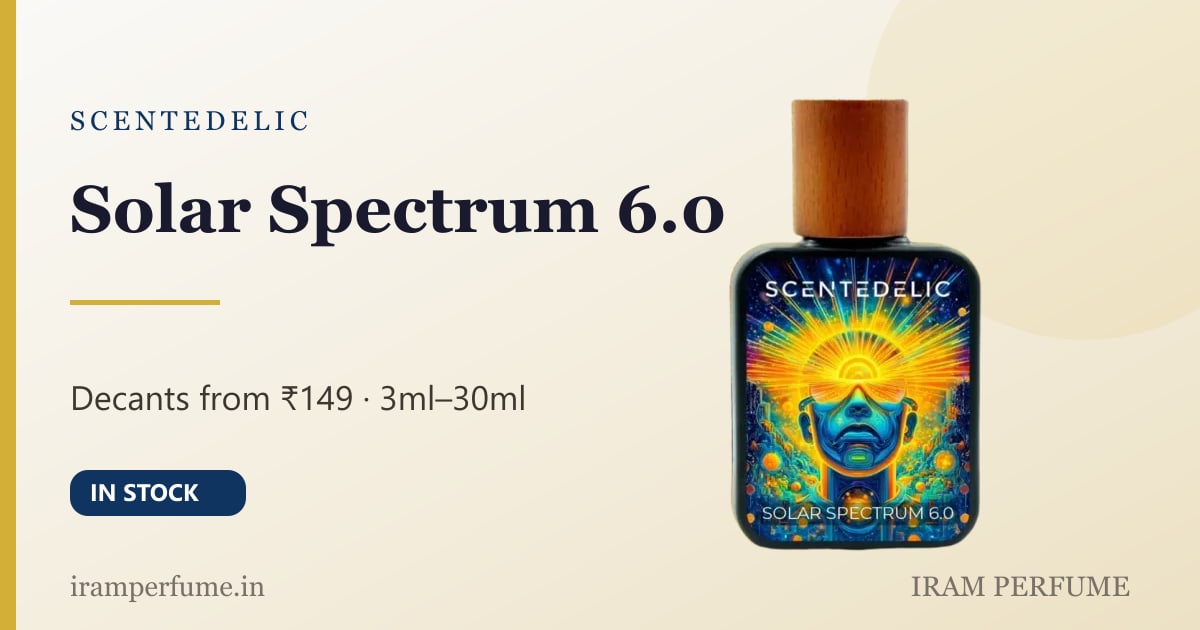 SCENTEDELIC
Solar Spectrum 6.0
Decants from ₹149 · 3ml–30ml
IN STOCK
iramperfume.in
SCENTEDELIC
SOLAR SPECTRUM 6.0
IRAM PERFUME